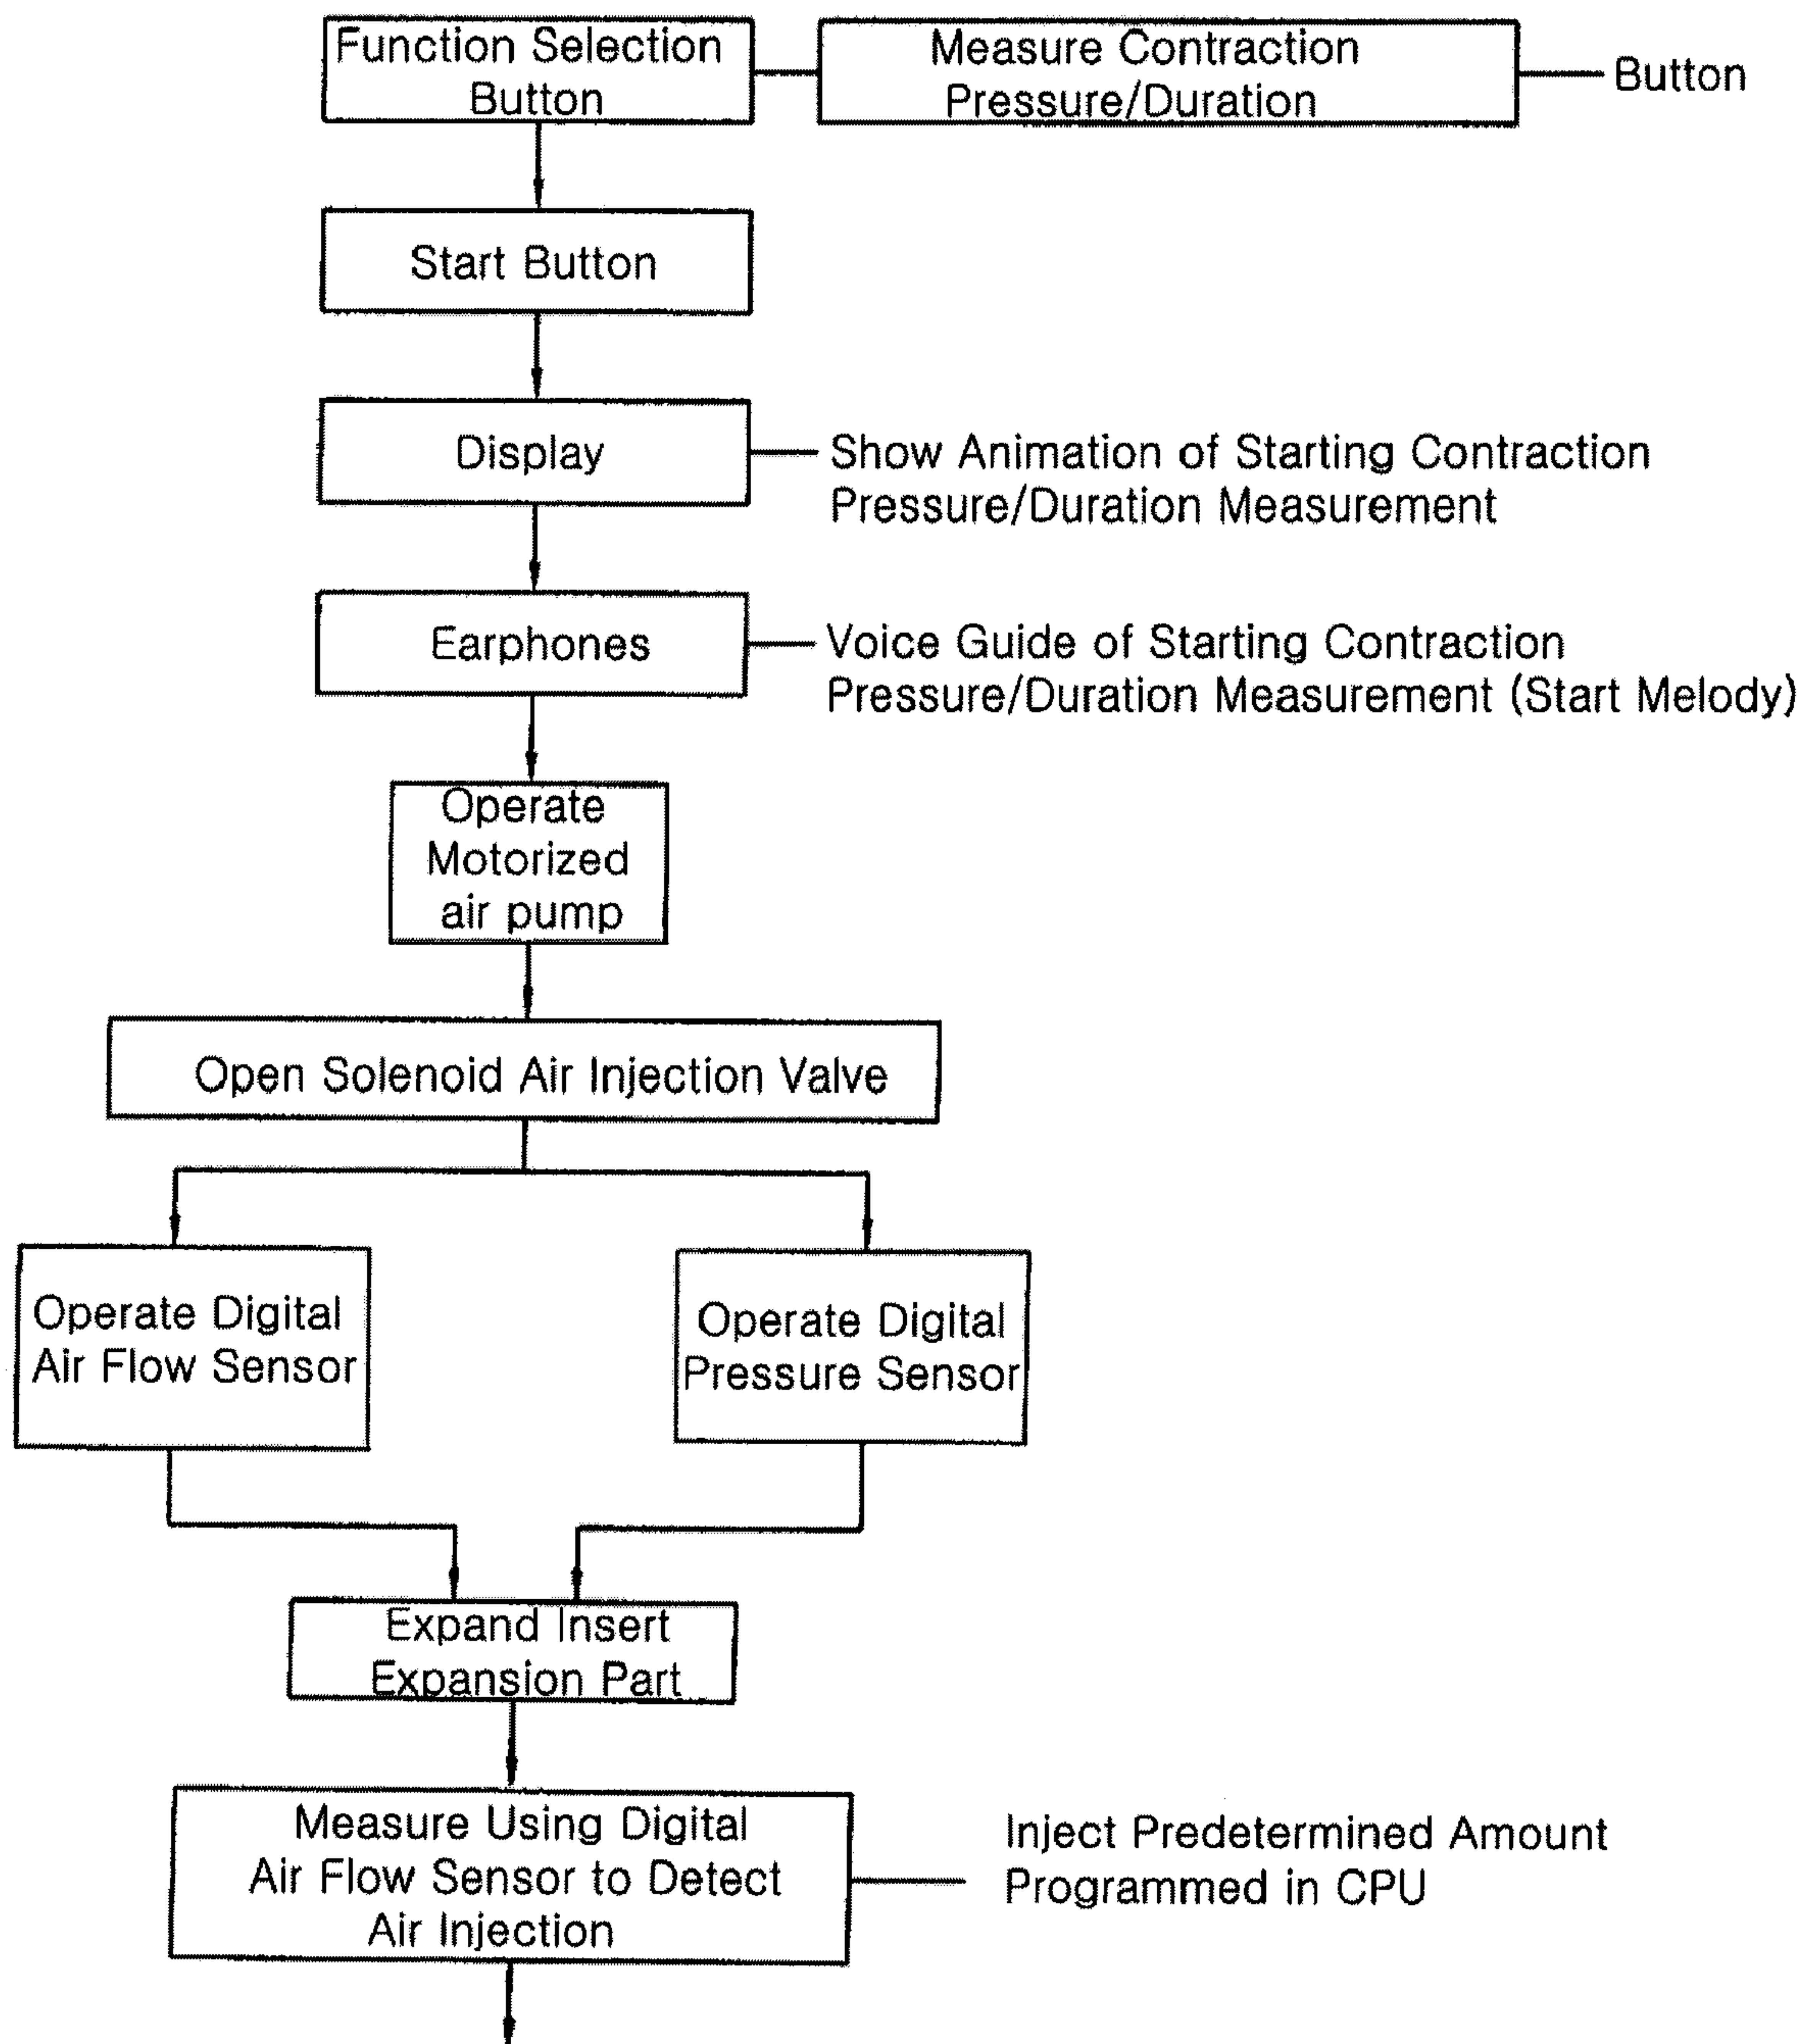 Function Selection
Button
Measure Contraction
Pressure/Duration
Button
Start Button
Display
Show Animation of Starting Contraction
Pressure/Duration Measurement
Earphones
Voice Guide of Starting Contraction
Pressure/Duration Measurement (Start Melody)
Operate
Motorized
air pump
Open Solenoid Air Injection Valve
Operate Digital
Air Flow Sensor
Operate Digital
Pressure Sensor
Expand Insert
Expansion Part
Measure Using Digital
Air Flow Sensor to Detect
Air Injection
Inject Predetermined Amount
Programmed in CPU